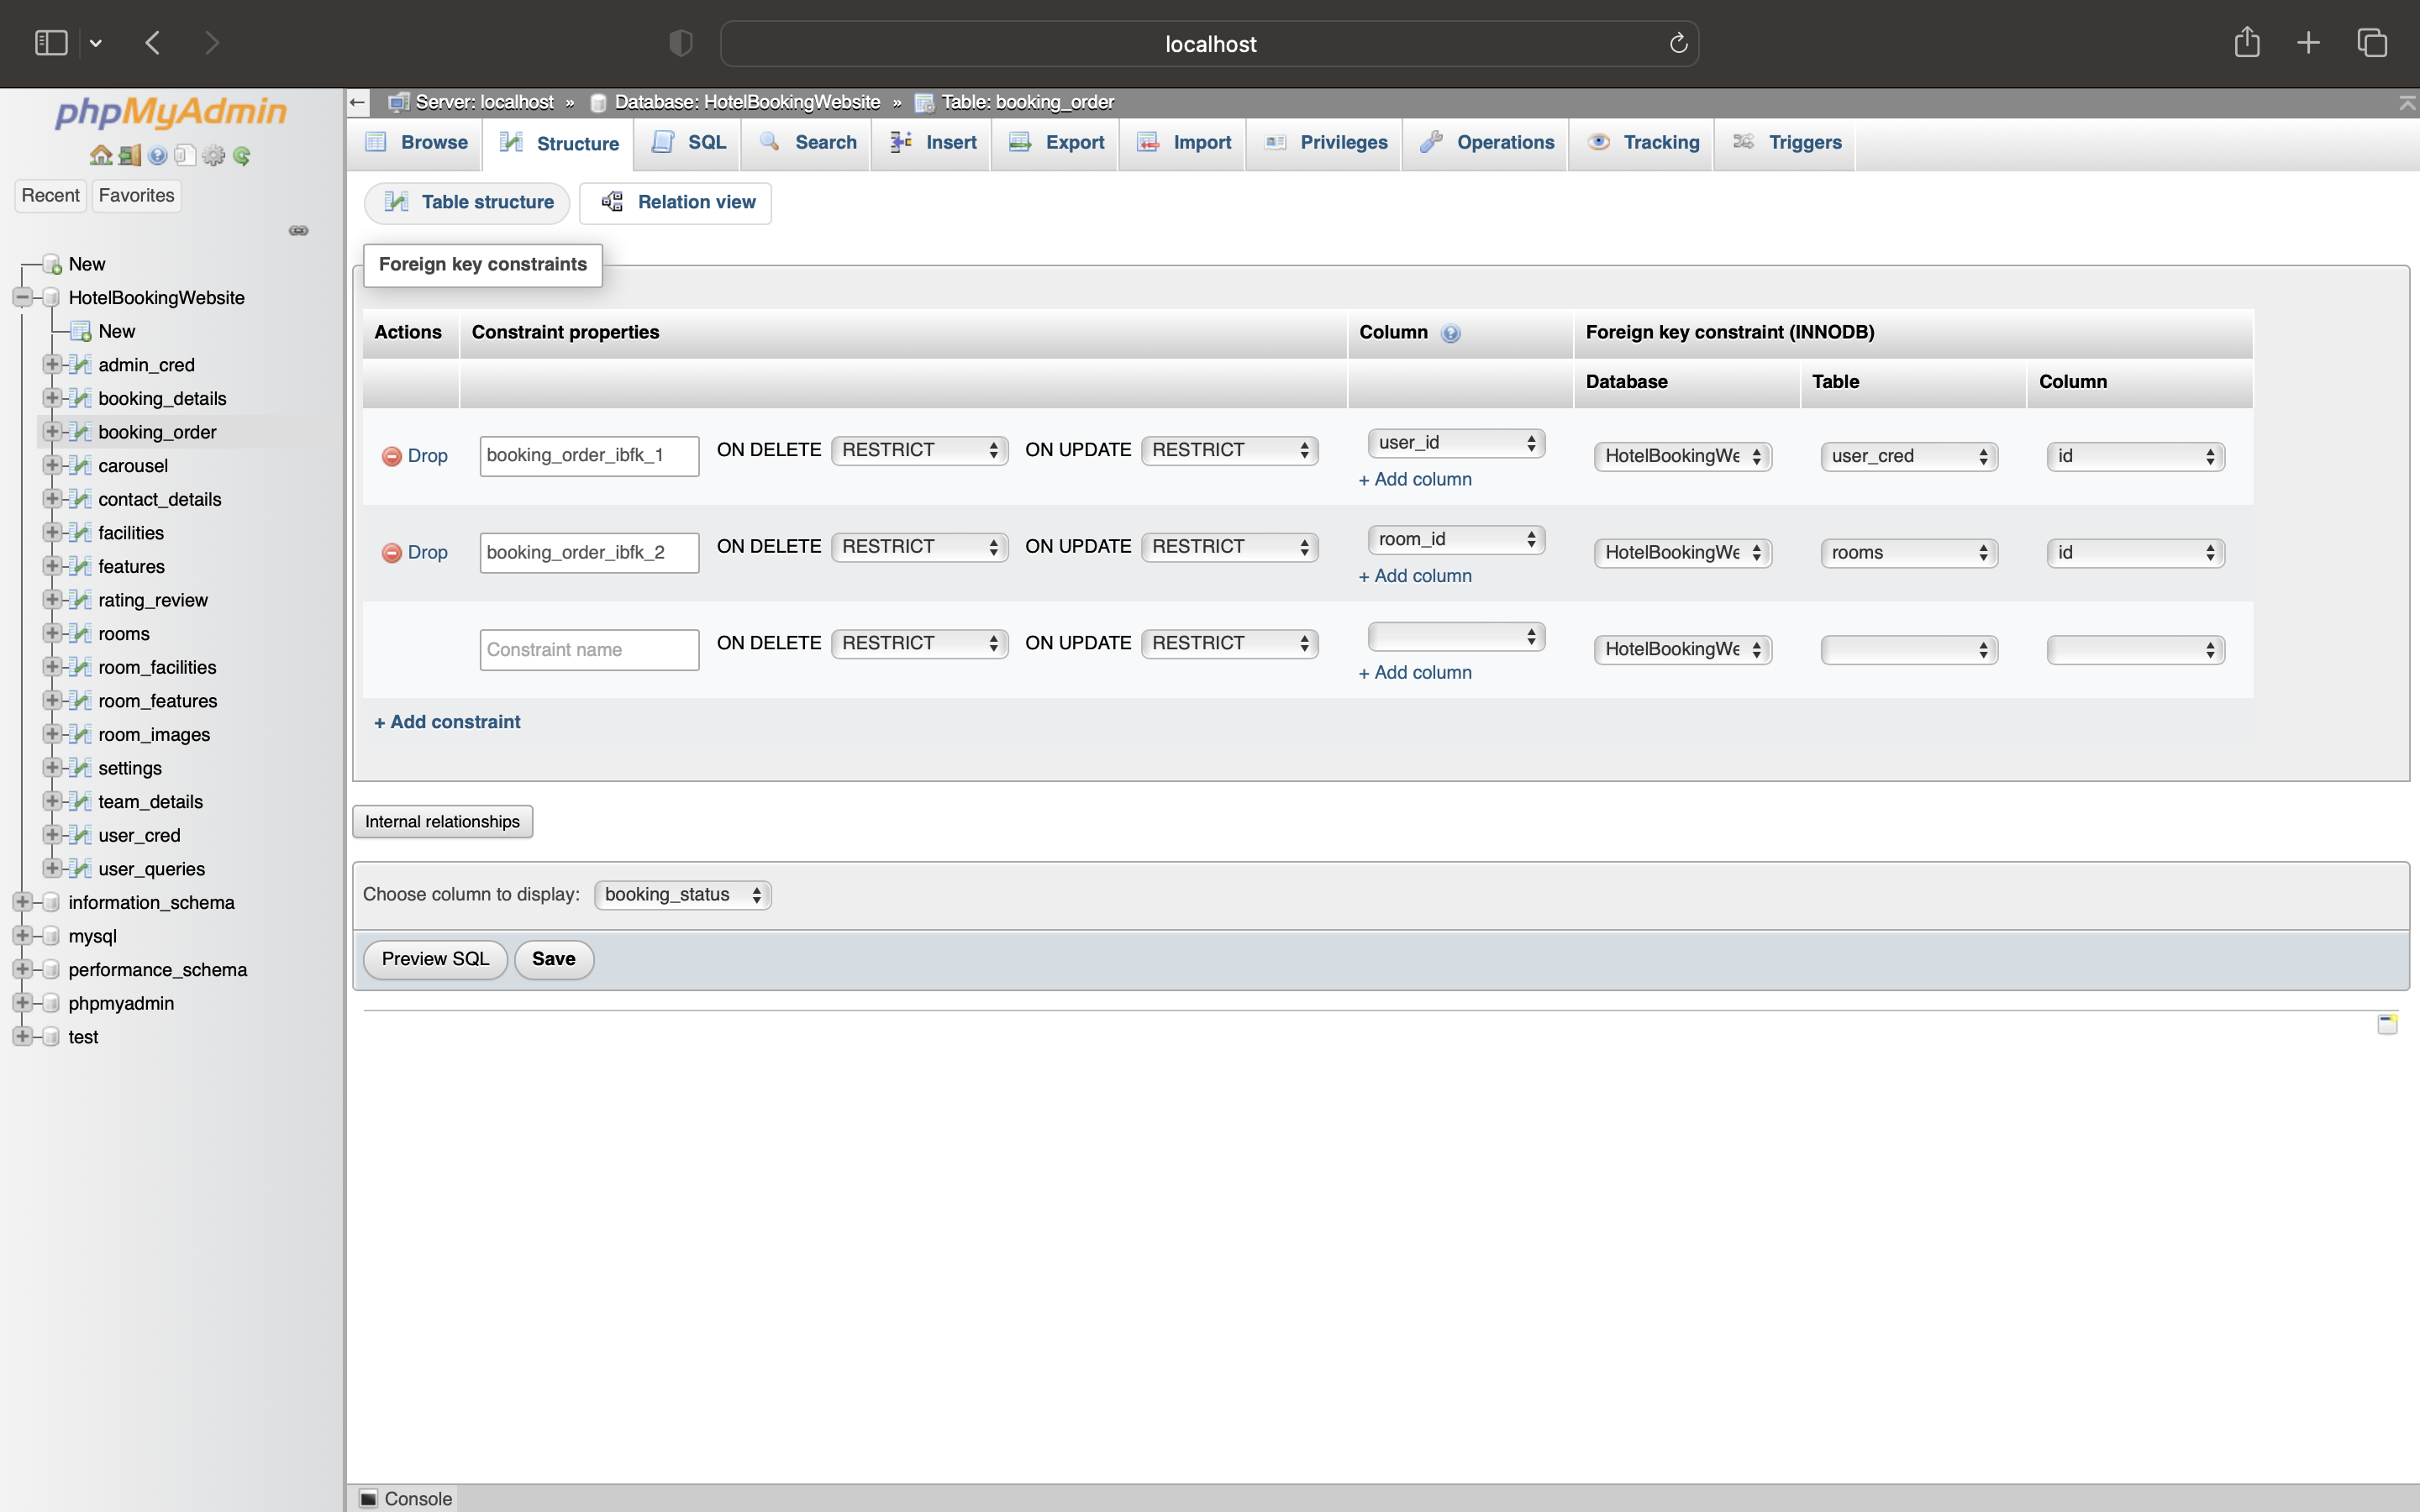 localhost
phpMyAdmin
Recent
Favorites
New
HotelBookingWebsite
New
admin_cred
booking_details
booking_order
carousel
contact_details
facilities
features
rating_review
rooms
room_facilities
room_features
room_images
settings
team_details
user_cred
user_queries
information_schema
mysql
performance_schema
phpmyadmin
test
Server: localhost » Database: HotelBookingWebsite » Table: booking_order
Browse Structure SQL Search Insert Export Import Privileges Operations Tracking Triggers
Table structure Relation view
Foreign key constraints
Actions Constraint properties Column Foreign key constraint (INNODB)
Database Table Column
Drop booking_order_ibfk_1 ON DELETE RESTRICT ON UPDATE RESTRICT user_id HotelBookingWe user_cred id
+ Add column
Drop booking_order_ibfk_2 ON DELETE RESTRICT ON UPDATE RESTRICT room_id HotelBookingWe rooms id
+ Add column
Constraint name ON DELETE RESTRICT ON UPDATE RESTRICT HotelBookingWe
+ Add column
+ Add constraint
Internal relationships
Choose column to display: booking_status
Preview SQL Save
Console